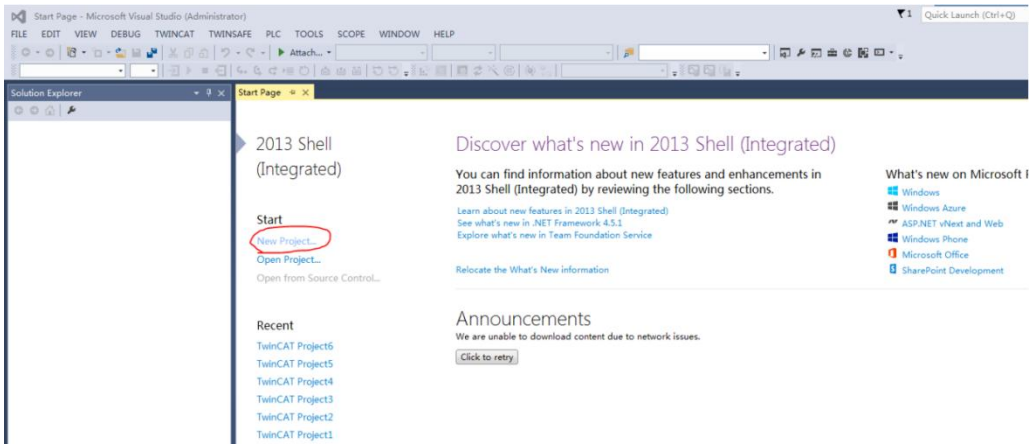 Start Page - Microsoft Visual Studio (Administrator)
1
Quick Launch (Ctrl+Q)
FILE EDIT VIEW DEBUG TWINCAT TWINSAFE PLC TOOLS SCOPE WINDOW HELP
Attach...
Solution Explorer
Start Page
2013 Shell
(Integrated)
Start
New Project...
Open Project...
Open from Source Control...
Recent
TwinCAT Project6
TwinCAT Project5
TwinCAT Project4
TwinCAT Project3
TwinCAT Project2
TwinCAT Project1
Discover what's new in 2013 Shell (Integrated)
You can find information about new features and enhancements in
2013 Shell (Integrated) by reviewing the following sections.
Learn about new features in 2013 Shell (Integrated)
See what's new in .NET Framework 4.5.1
Explore what's new in Team Foundation Service
Relocate the What's New information
Announcements
We are unable to download content due to network issues.
Click to retry
What's new on Microsoft
Windows
Windows Azure
ASP.NET vNext and Web
Windows Phone
Microsoft Office
SharePoint Development